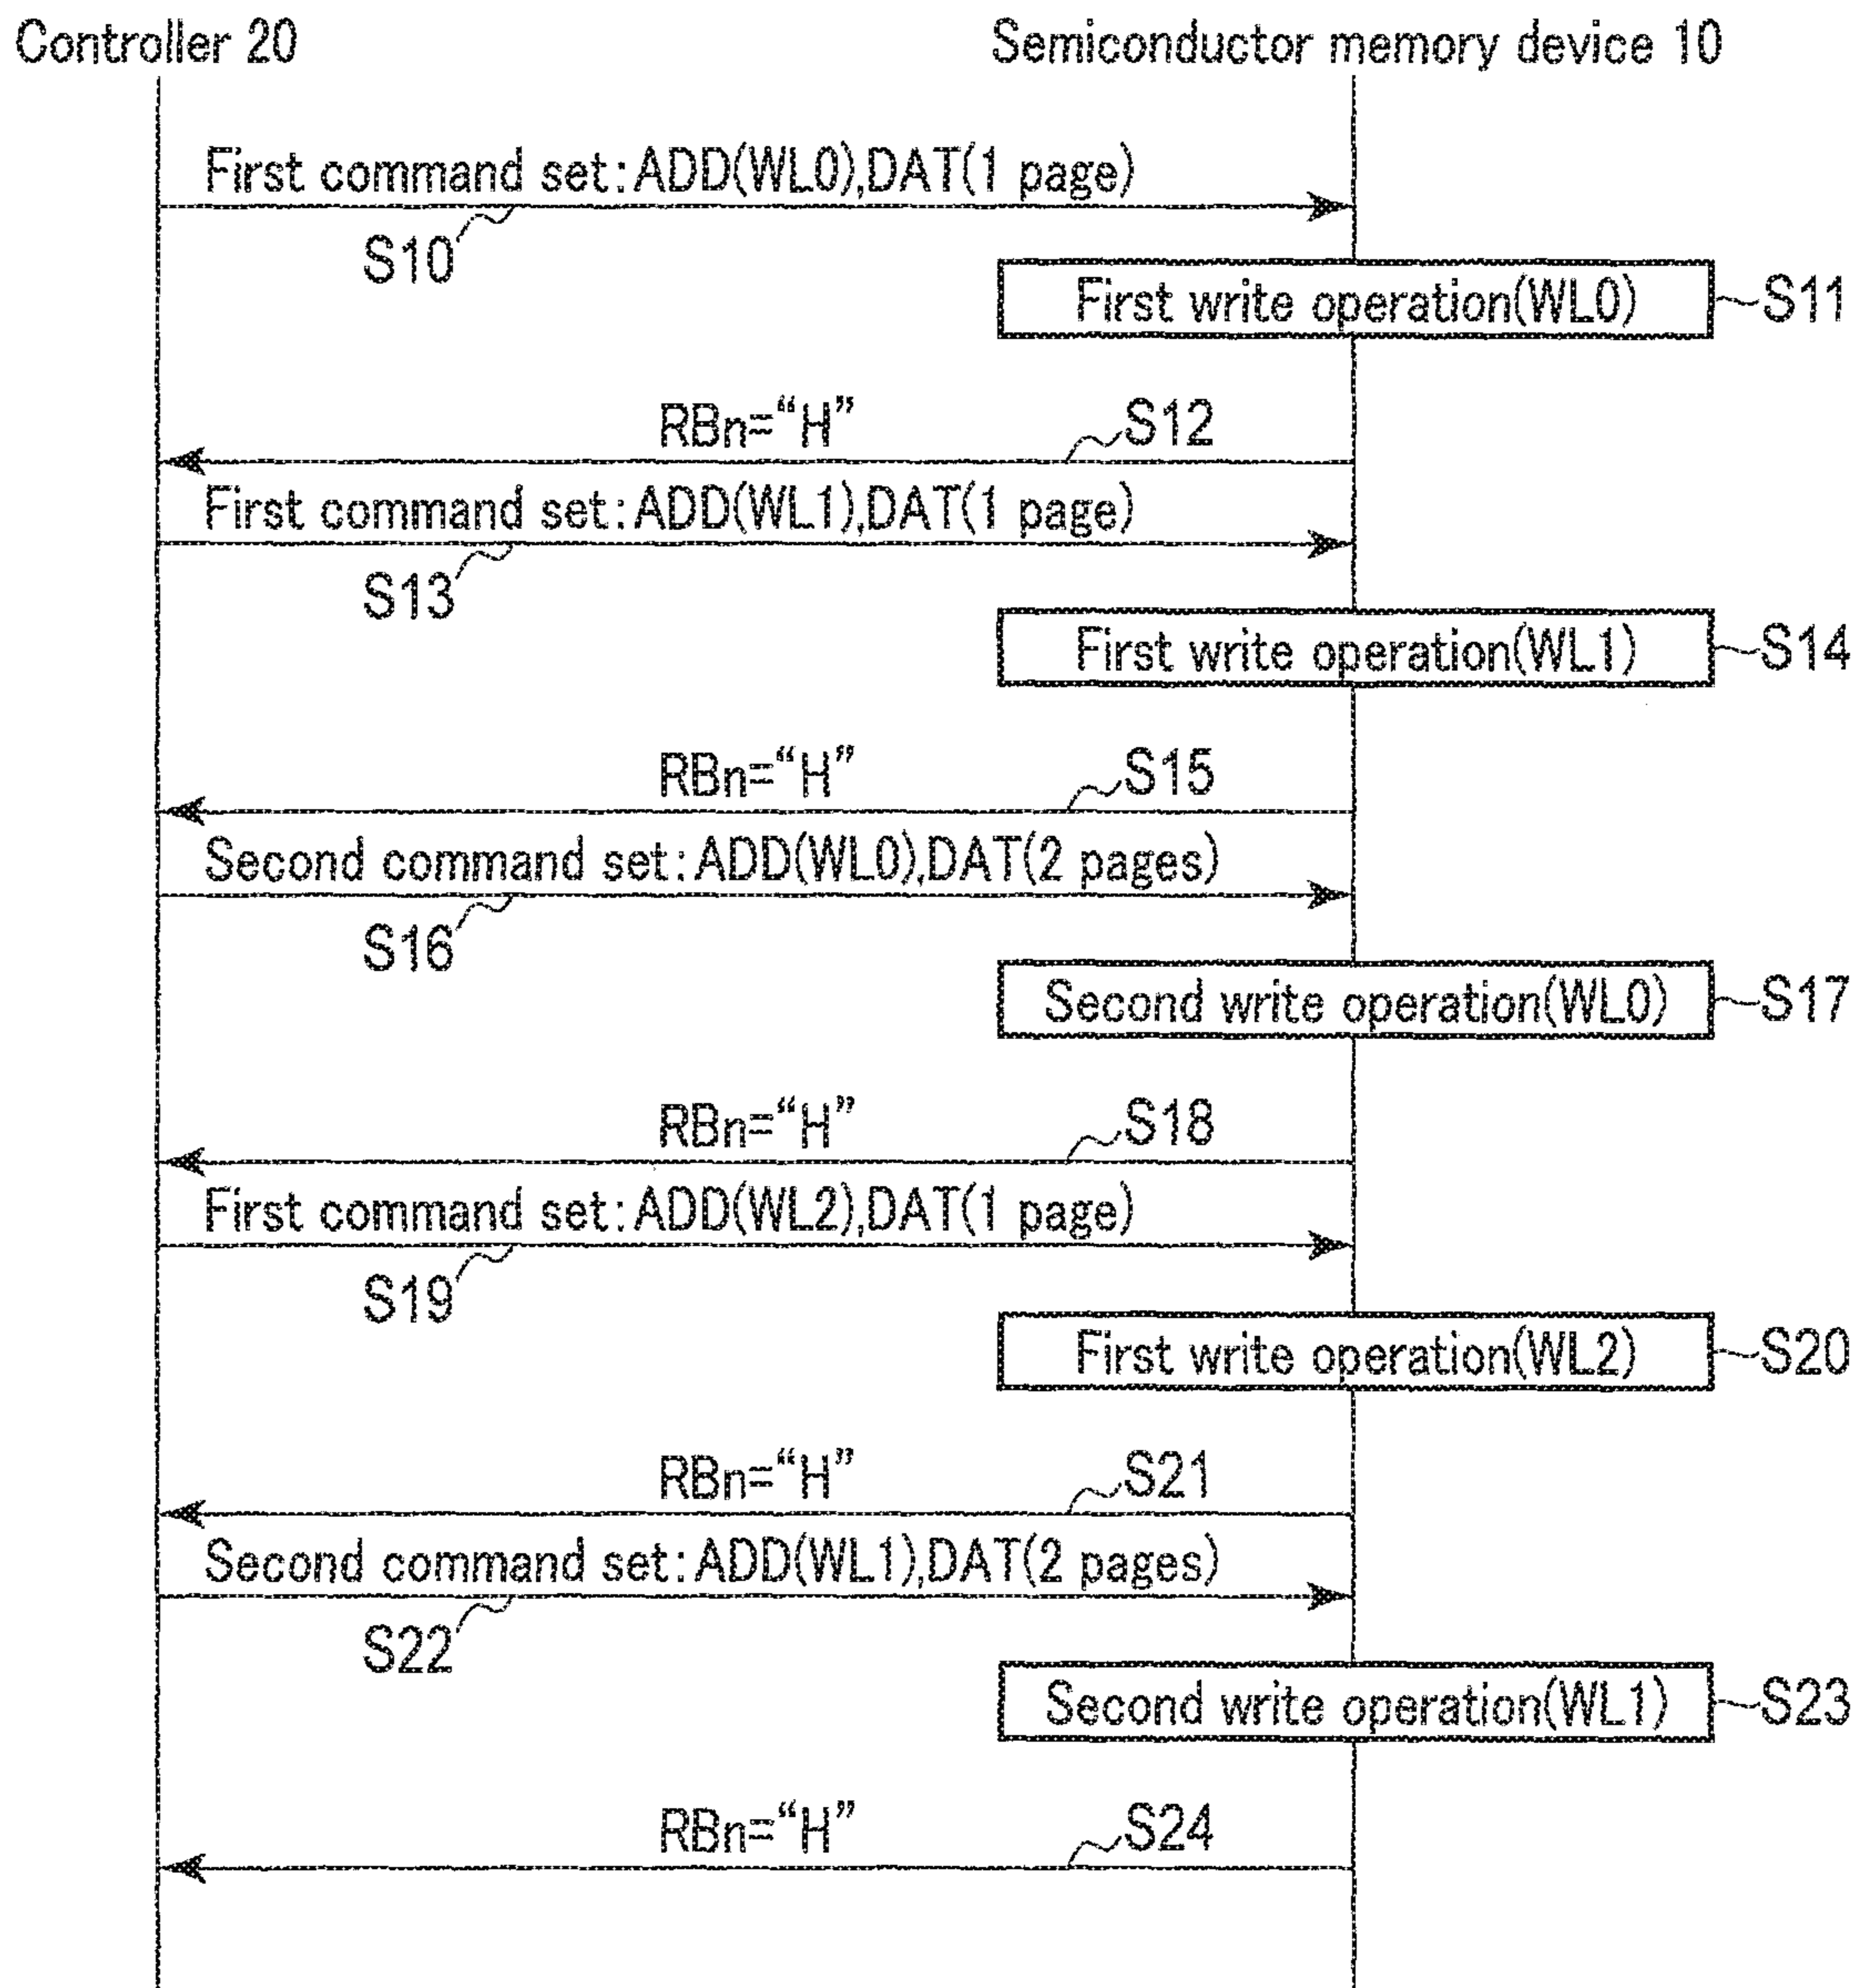 Controller 20
Semiconductor memory device 10
First command set:ADD(WL0),DAT(1 page)
S10
First write operation(WL0)
S11
RBn=“H”
S12
First command set:ADD(WL1),DAT(1 page)
S13
First write operation(WL1)
S14
RBn=“H”
S15
Second command set:ADD(WL0),DAT(2 pages)
S16
Second write operation(WL0)
S17
RBn=“H”
S18
First command set:ADD(WL2),DAT(1 page)
S19
First write operation(WL2)
S20
RBn=“H”
S21
Second command set:ADD(WL1),DAT(2 pages)
S22
Second write operation(WL1)
S23
RBn=“H”
S24